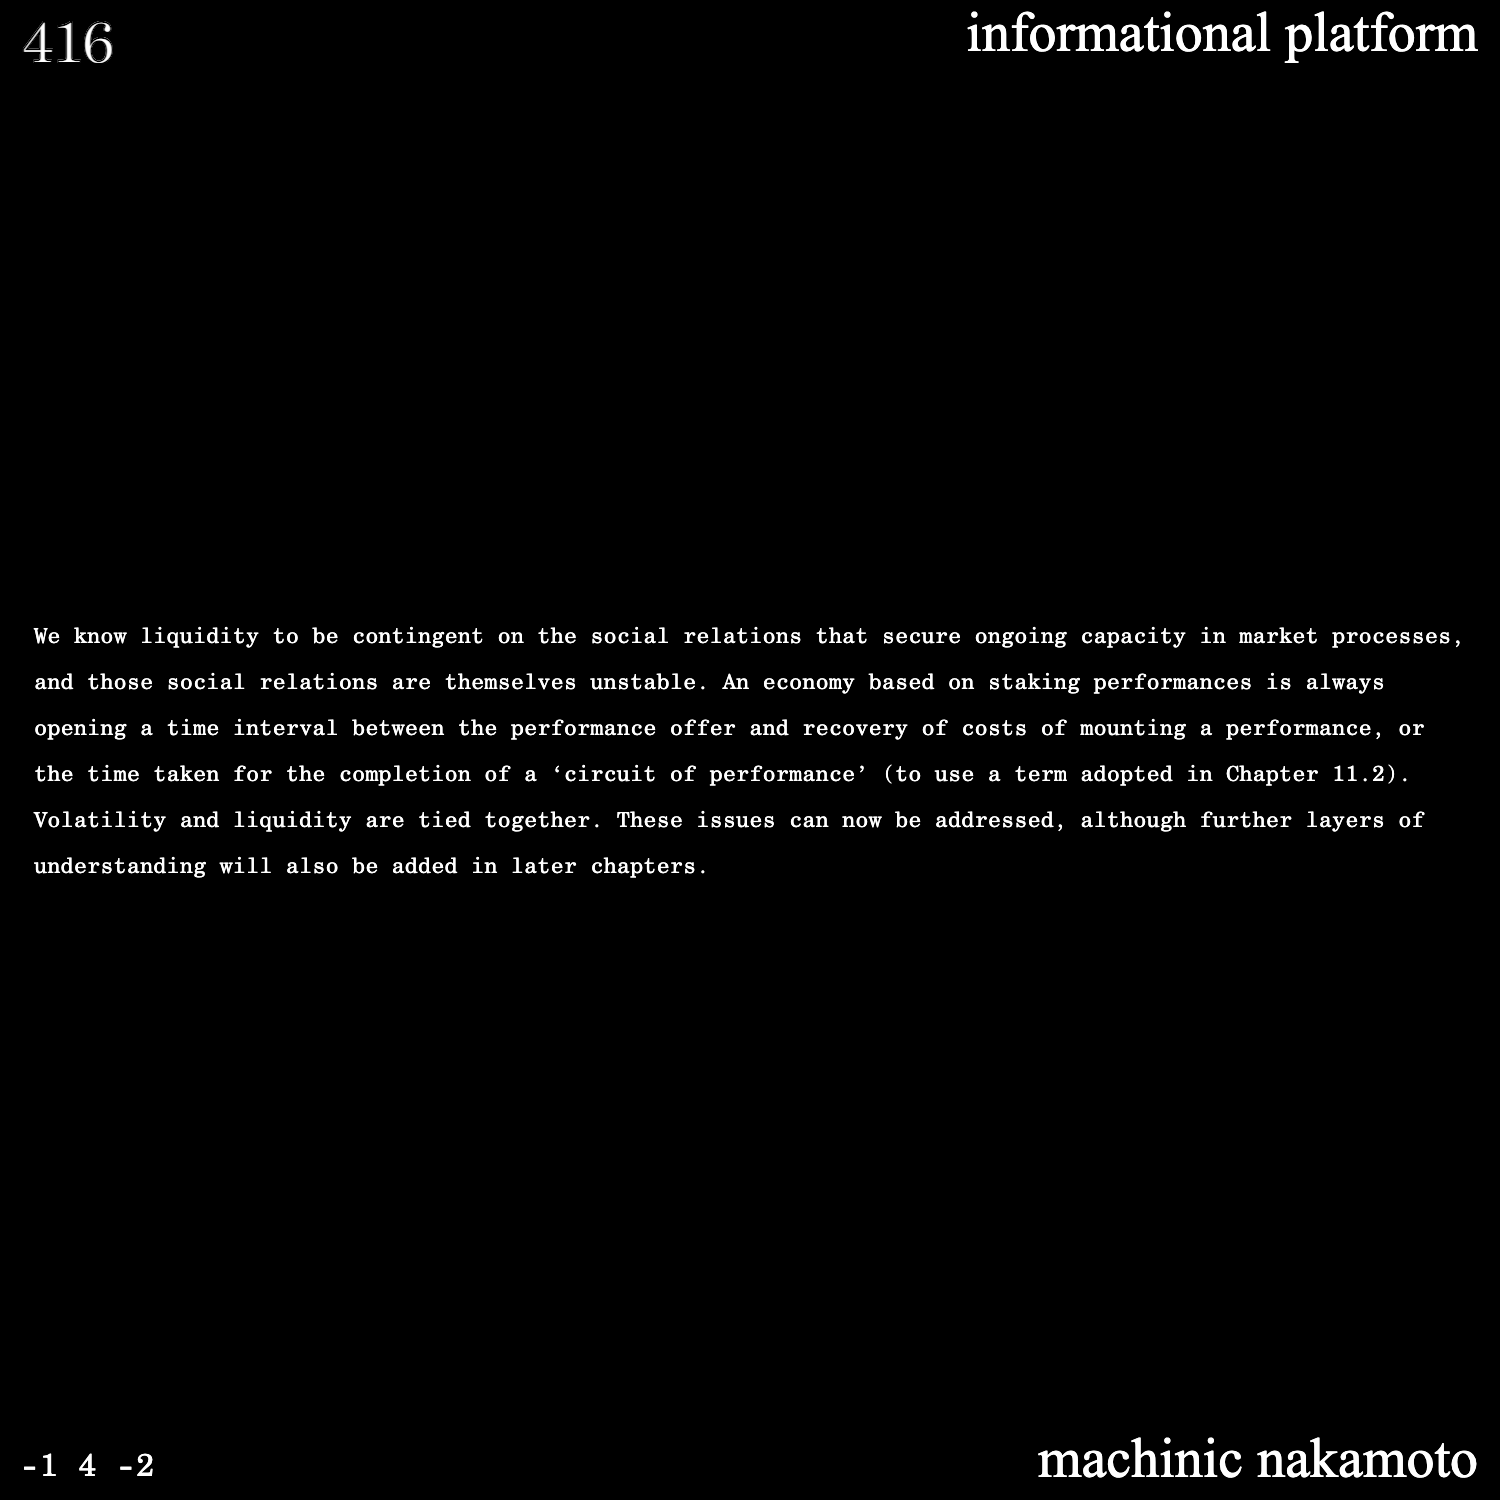 416
informational platform
We know liquidity to be contingent on the social relations that secure ongoing capacity in market processes,
and those social relations are themselves unstable. An economy based on staking performances is always
opening a time interval between the performance offer and recovery of costs of mounting a performance, or
the time taken for the completion of a ‘circuit of performance’ (to use a term adopted in Chapter 11.2).
Volatility and liquidity are tied together. These issues can now be addressed, although further layers of
understanding will also be added in later chapters.
-1 4 -2
machinic nakamoto